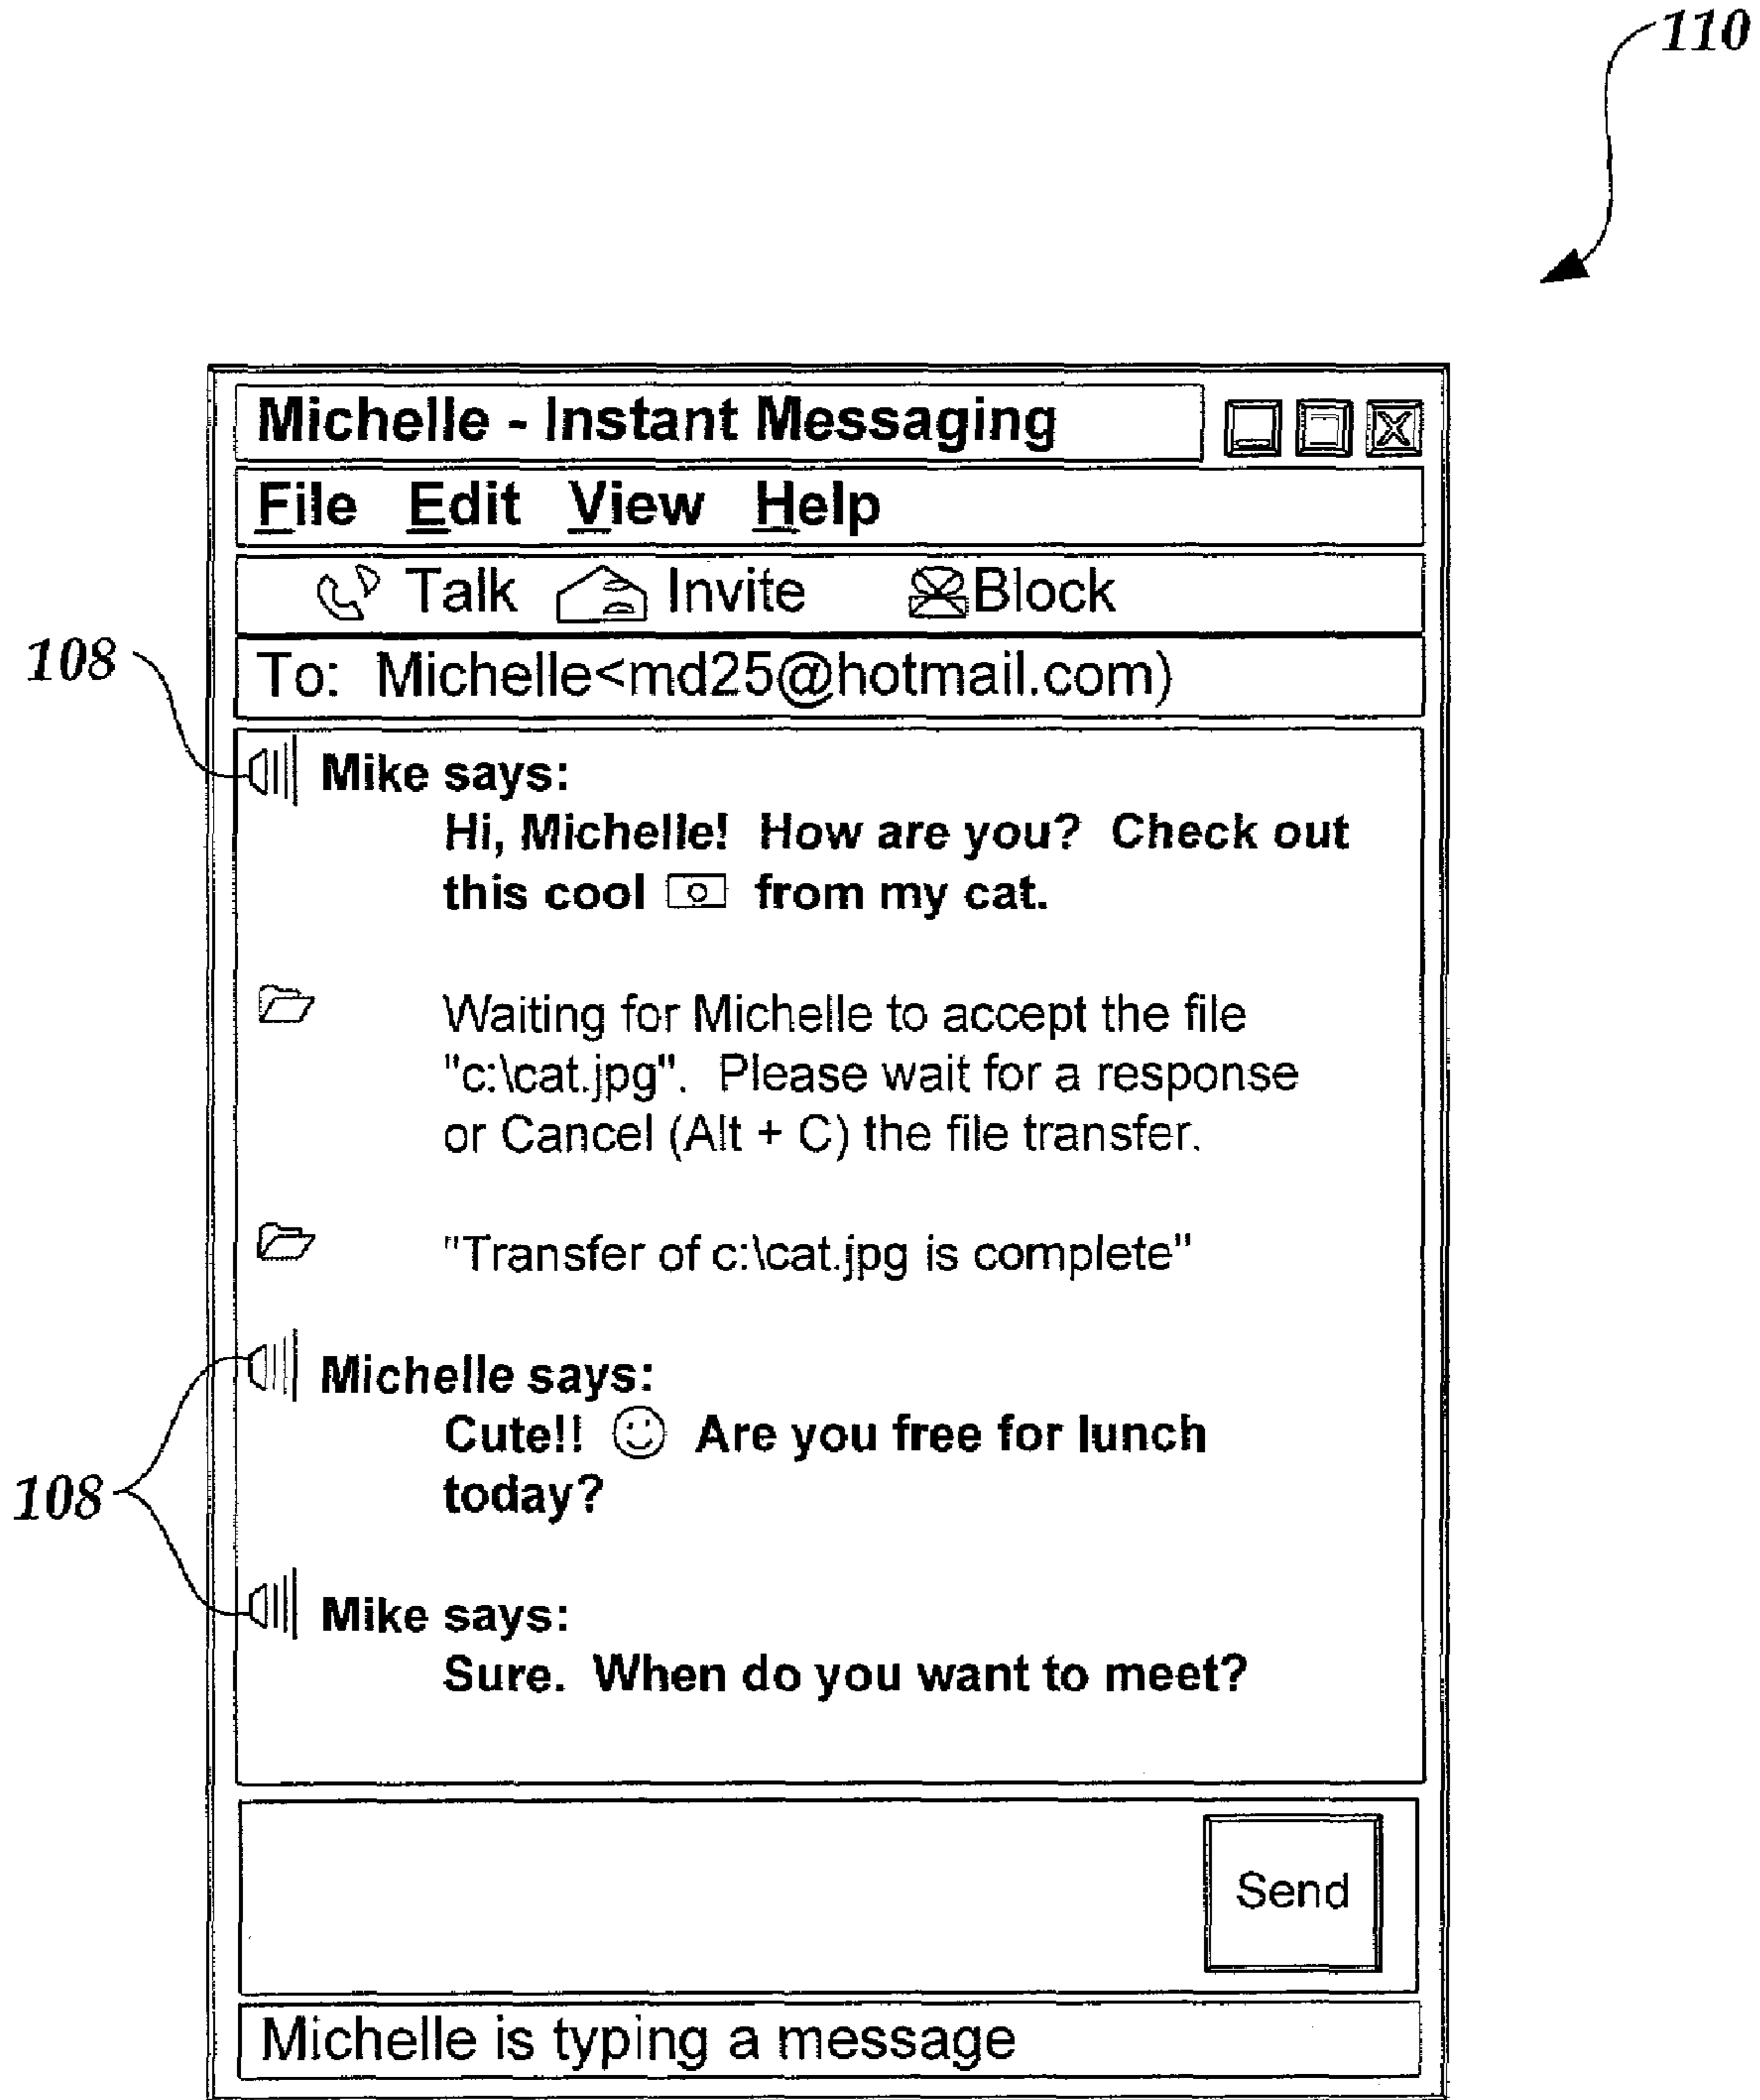 110
Michelle - Instant Messaging
File Edit View Help
Talk Invite Block
108
To: Michelle<md25@hotmail.com)
Mike says:
Hi, Michelle! How are you? Check out
this cool from my cat.
Waiting for Michelle to accept the file
"c:\cat.jpg". Please wait for a response
or Cancel (Alt + C) the file transfer.
"Transfer of c:\cat.jpg is complete"
Michelle says:
Cute!! Are you free for lunch
today?
108
Mike says:
Sure. When do you want to meet?
Send
Michelle is typing a message